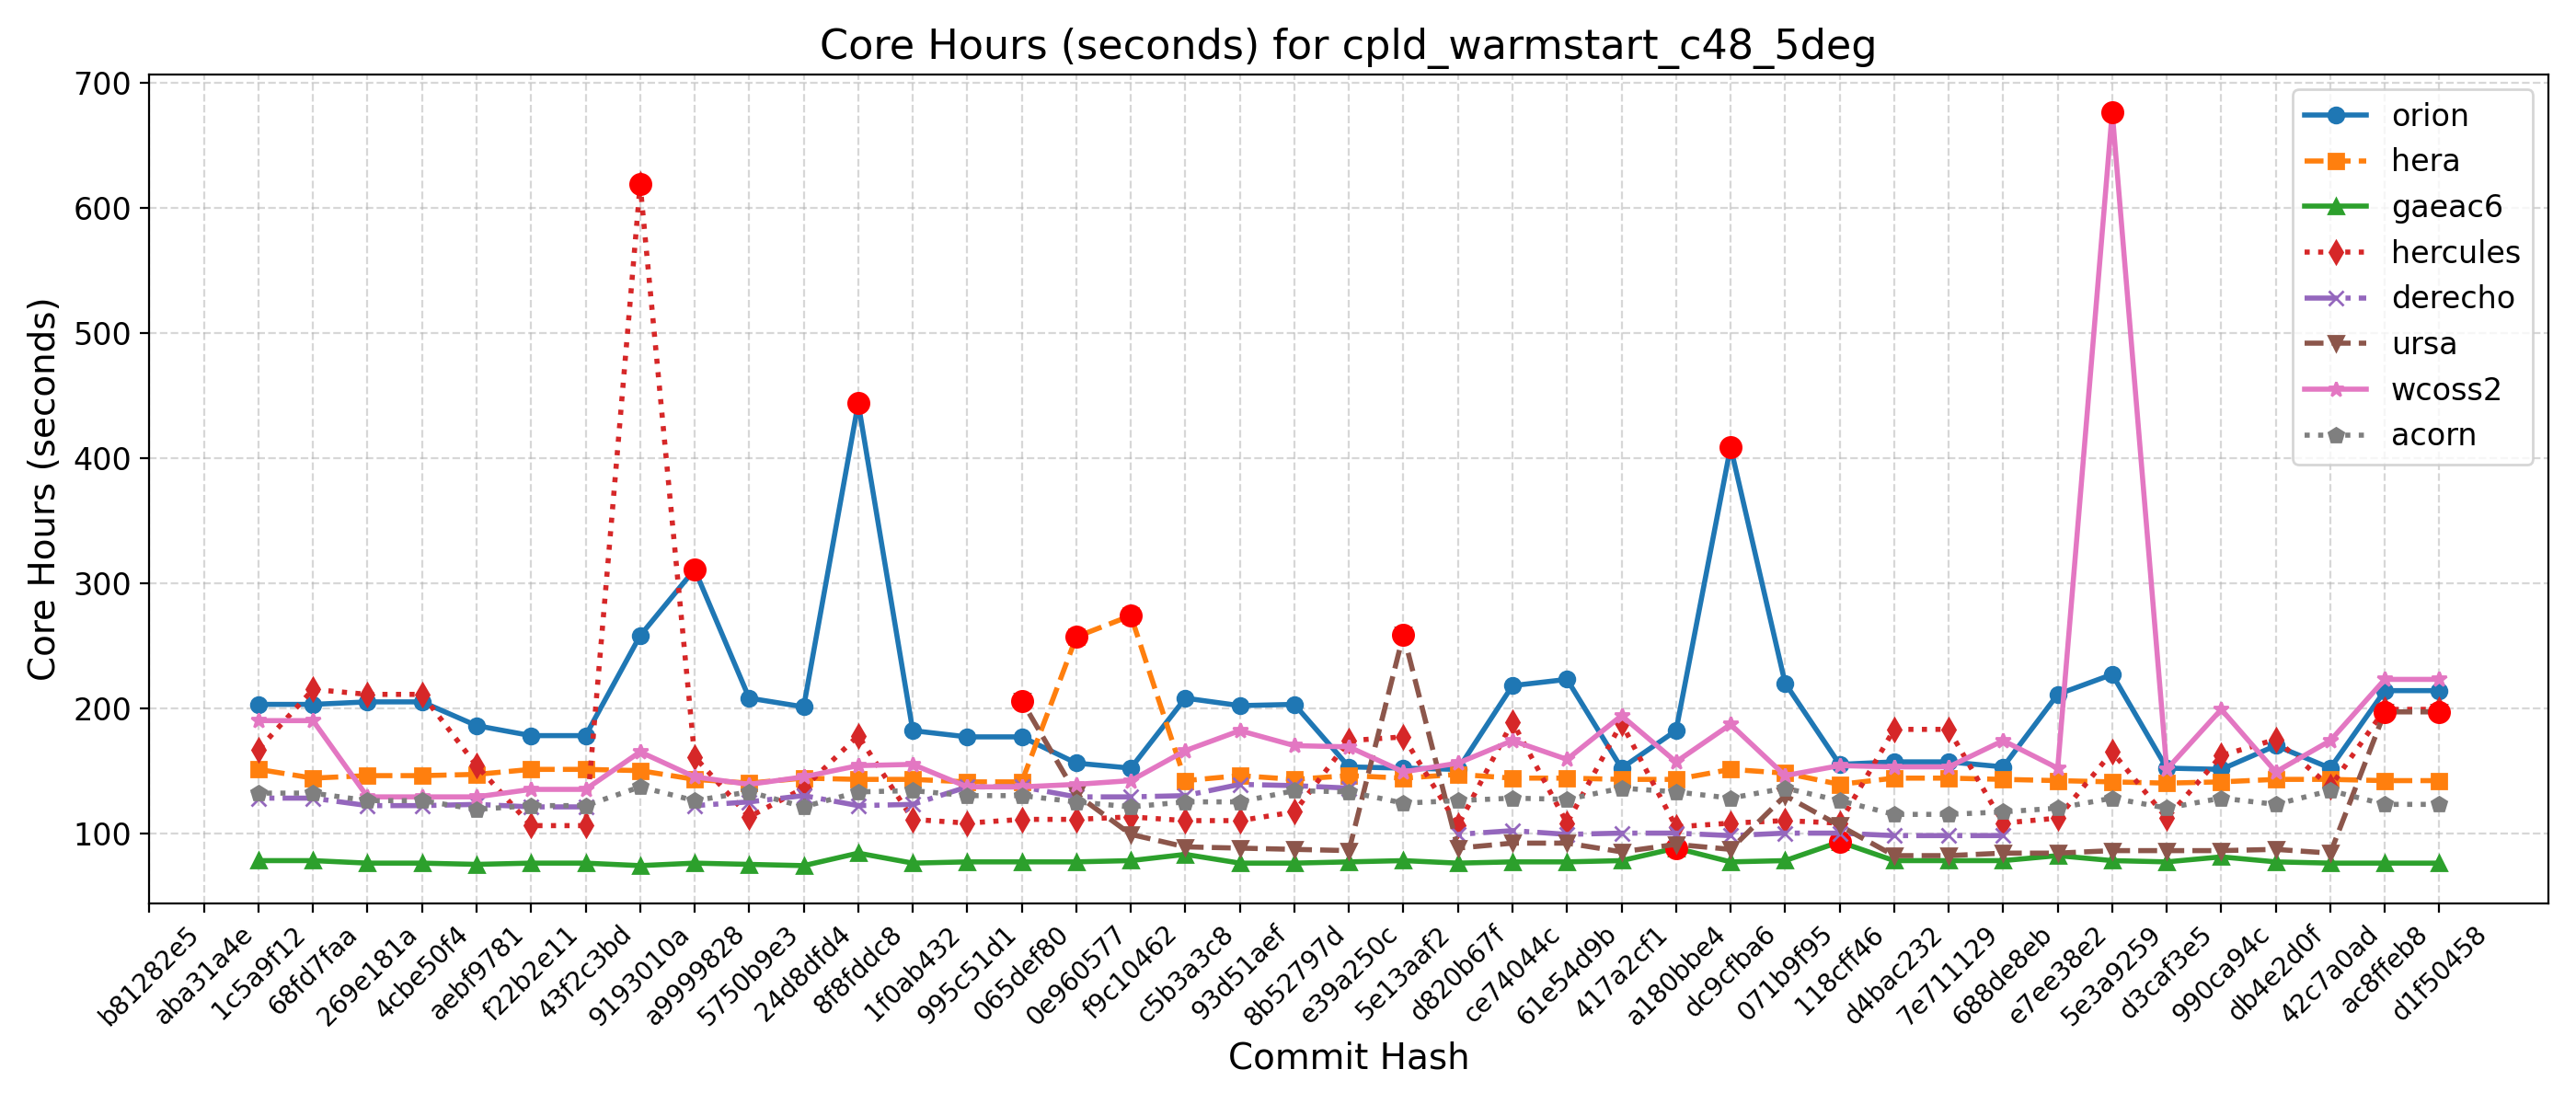 Core Hours (seconds) for cpld_warmstart_c48_5deg
Core Hours (seconds)
700
600
500
400
300
200
100
orion
hera
gaeac6
hercules
derecho
ursa
wcoss2
acorn
b81282e5
aba31a4e
1c5a9f12
68fd7faa
269e181a
4cbe50f4
aebf9781
f22b2e11
43f2c3bd
9193010a
a9999828
5750b9e3
24d8dfd4
8f8fddc8
1f0ab432
995c51d1
065def80
0e960577
f9c10462
c5b3a3c8
93d51aef
8b52797d
e39a250c
5e13aaf2
d820b67f
ce74044c
61e54d9b
417a2cf1
a180bbe4
dc9cfba6
071b9f95
118cff46
d4bac232
7e711129
688de8eb
e7ee38e2
5e3a9259
d3caf3e5
990ca94c
db4e2d0f
42c7a0ad
ac8ffeb8
d1f50458
Commit Hash